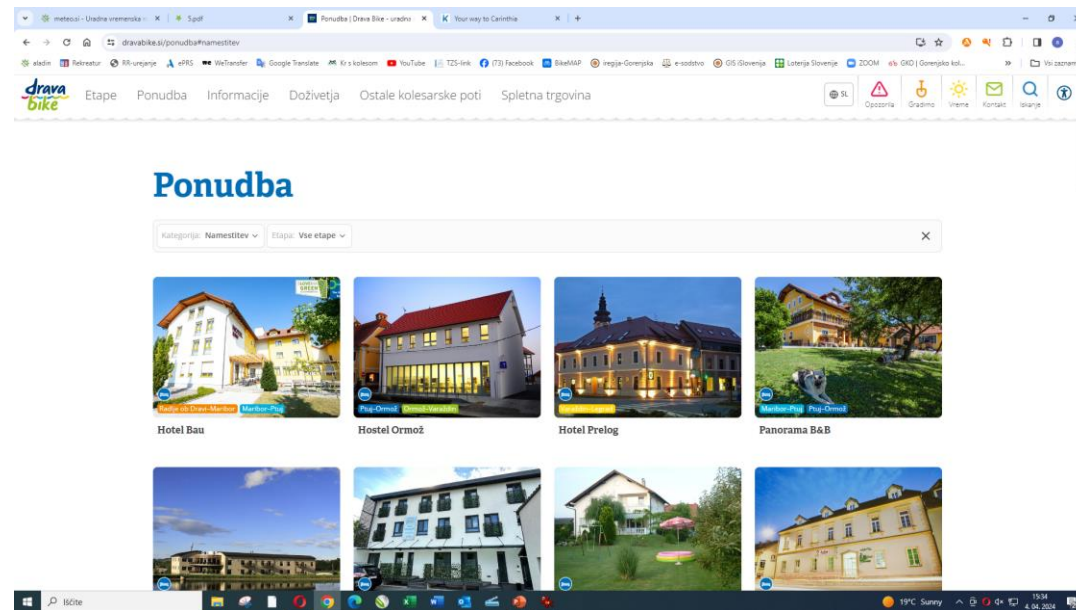 meteo.si - Uradna vremenska
5.pdf
Ponudba | Drava Bike - uradna
Your way to Carinthia
dravabike.si/ponudba#namestitev
aladin
Rekreatur
RR-urejanje
ePRS
WeTransfer
Google Translate
Kr s kolesom
YouTube
TZS-link
(73) Facebook
BikeMAP
iregija-Gorenjska
e-sodstvo
GIS iSlovenija
Loterija Slovenije
ZOOM
GKO | Gorenjsko kol...
Vsi zaznam
drava bike
Etape
Ponudba
Informacije
Doživetja
Ostale kolesarske poti
Spletna trgovina
SL
Opozorila
Gradimo
Vreme
Kontakt
Iskanje
Ponudba
Kategorija: Namestitev
Etapa: Vse etape
Radlje ob Dravi-Maribor
Maribor-Ptuj
Ptuj-Ormož
Ormož-Varaždin
Varaždin-Legrad
Maribor-Ptuj
Ptuj-Ormož
Hotel Bau
Hostel Ormož
Hotel Prelog
Panorama B&B
Iščite
19°C Sunny
15:34
4. 04. 2024